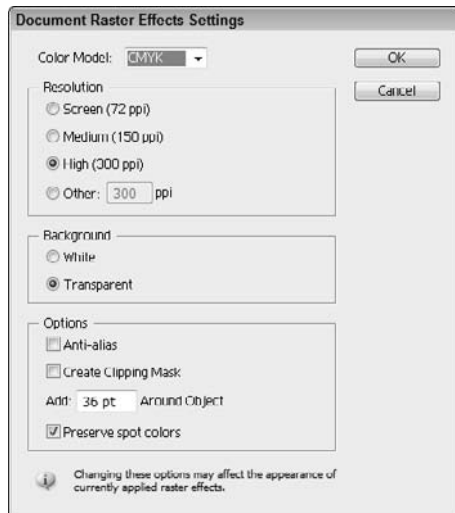 Document Raster Effects Settings
Color Model: CMYK
OK
Cancel
Resolution
Screen (72 ppi)
Medium (150 ppi)
High (300 ppi)
Other: 300 ppi
Background
White
Transparent
Options
Anti-alias
Create Clipping Mask
Add: 36 pt Around Object
Preserve spot colors
Changing these options may affect the appearance of
currently applied raster effects.